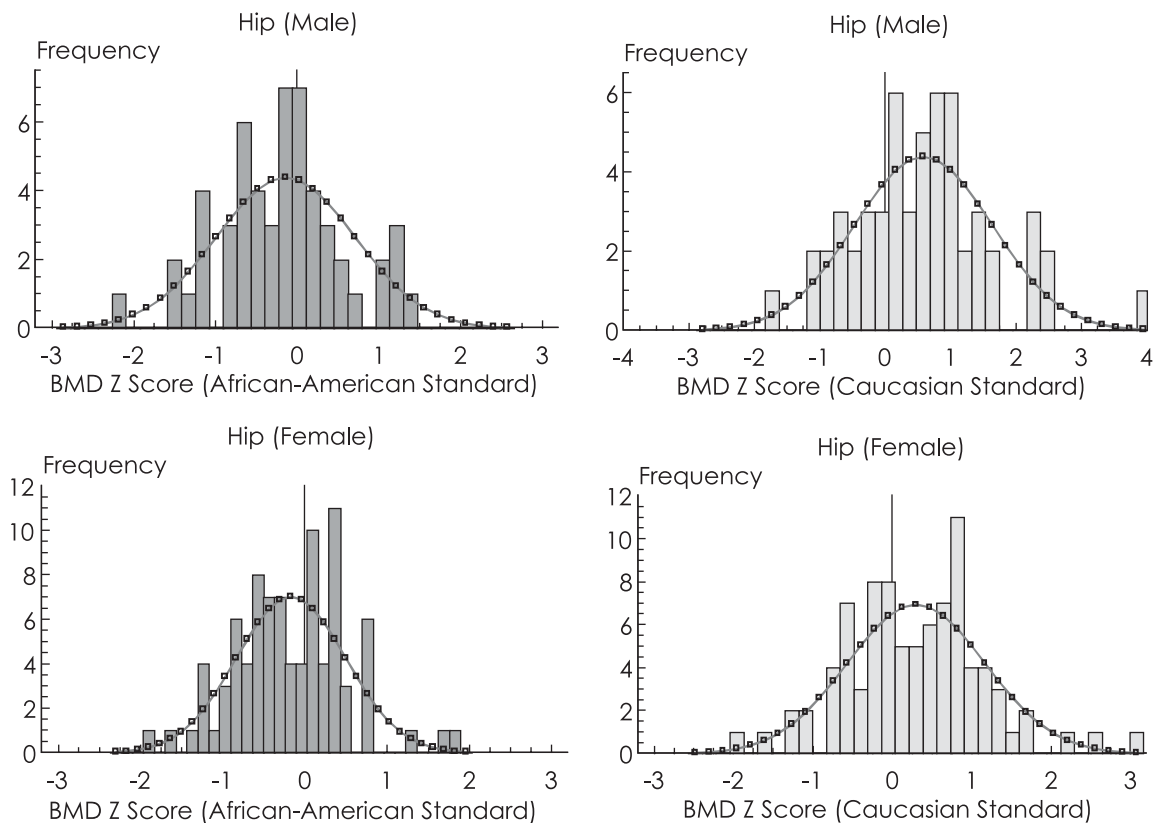 Hip (Male)
Frequency
6
4
2
0
-3 -2 -1 0 1 2 3
BMD Z Score (African-American Standard)
Hip (Male)
Frequency
6
4
2
0
-4 -3 -2 -1 0 1 2 3 4
BMD Z Score (Caucasian Standard)
Hip (Female)
Frequency
12
10
8
6
4
2
0
-3 -2 -1 0 1 2 3
BMD Z Score (African-American Standard)
Hip (Female)
Frequency
12
10
8
6
4
2
0
-3 -2 -1 0 1 2 3
BMD Z Score (Caucasian Standard)